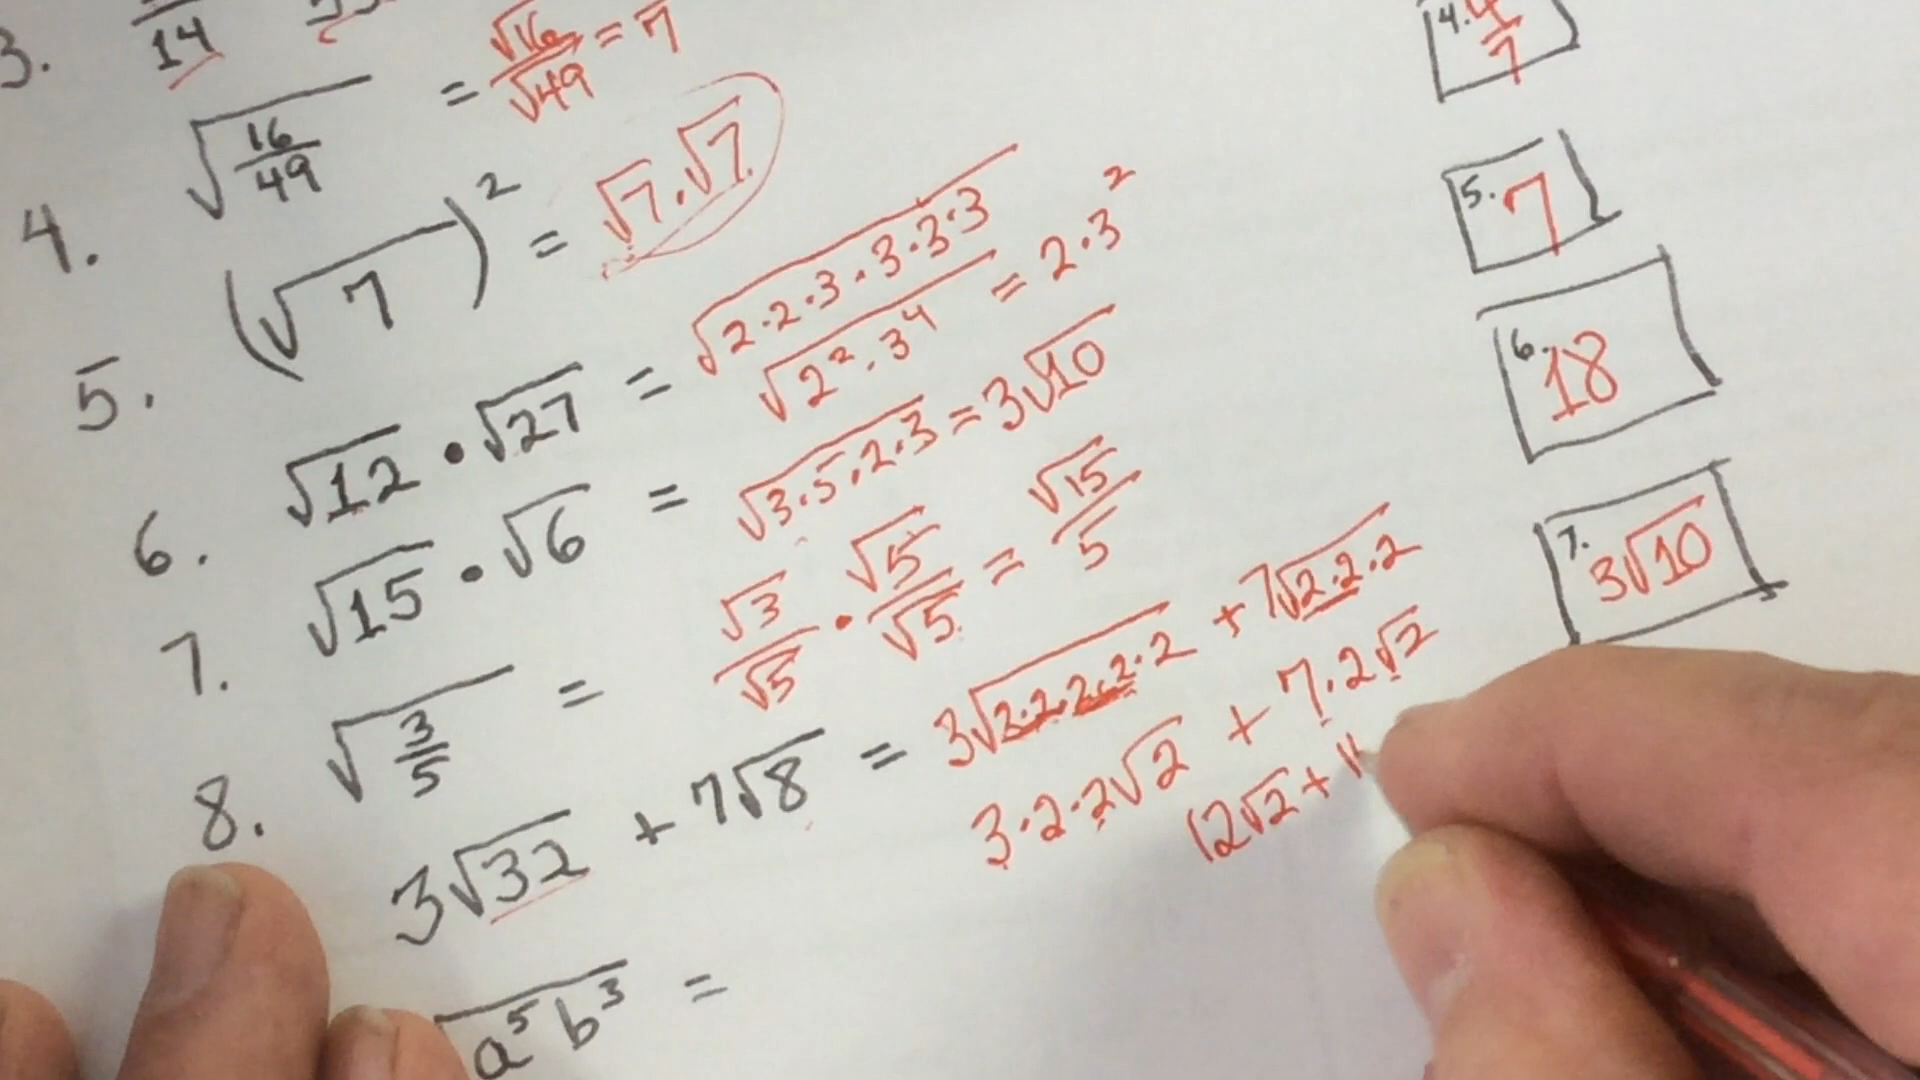 3.
14
√16/√49 = 7
4. 4/7
√(16/49) =
4.
(√7)² = √7·√7
5. 7
5.
√12 · √27 = √(2·2·3·3·3·3)
√(2²·3⁴) = 2·3²
6. 18
6.
√15 · √6 = √(3·5·2·3) = 3√10
7. 3√10
7.
√(3/5) = √3/√5 · √5/√5 = √15/5
8.
3√32 + 7√8 = 3√(2·2·2·2·2) + 7√(2·2·2)
3·2·2√2 + 7·2√2
12√2 + 1
√(a⁵b³) =